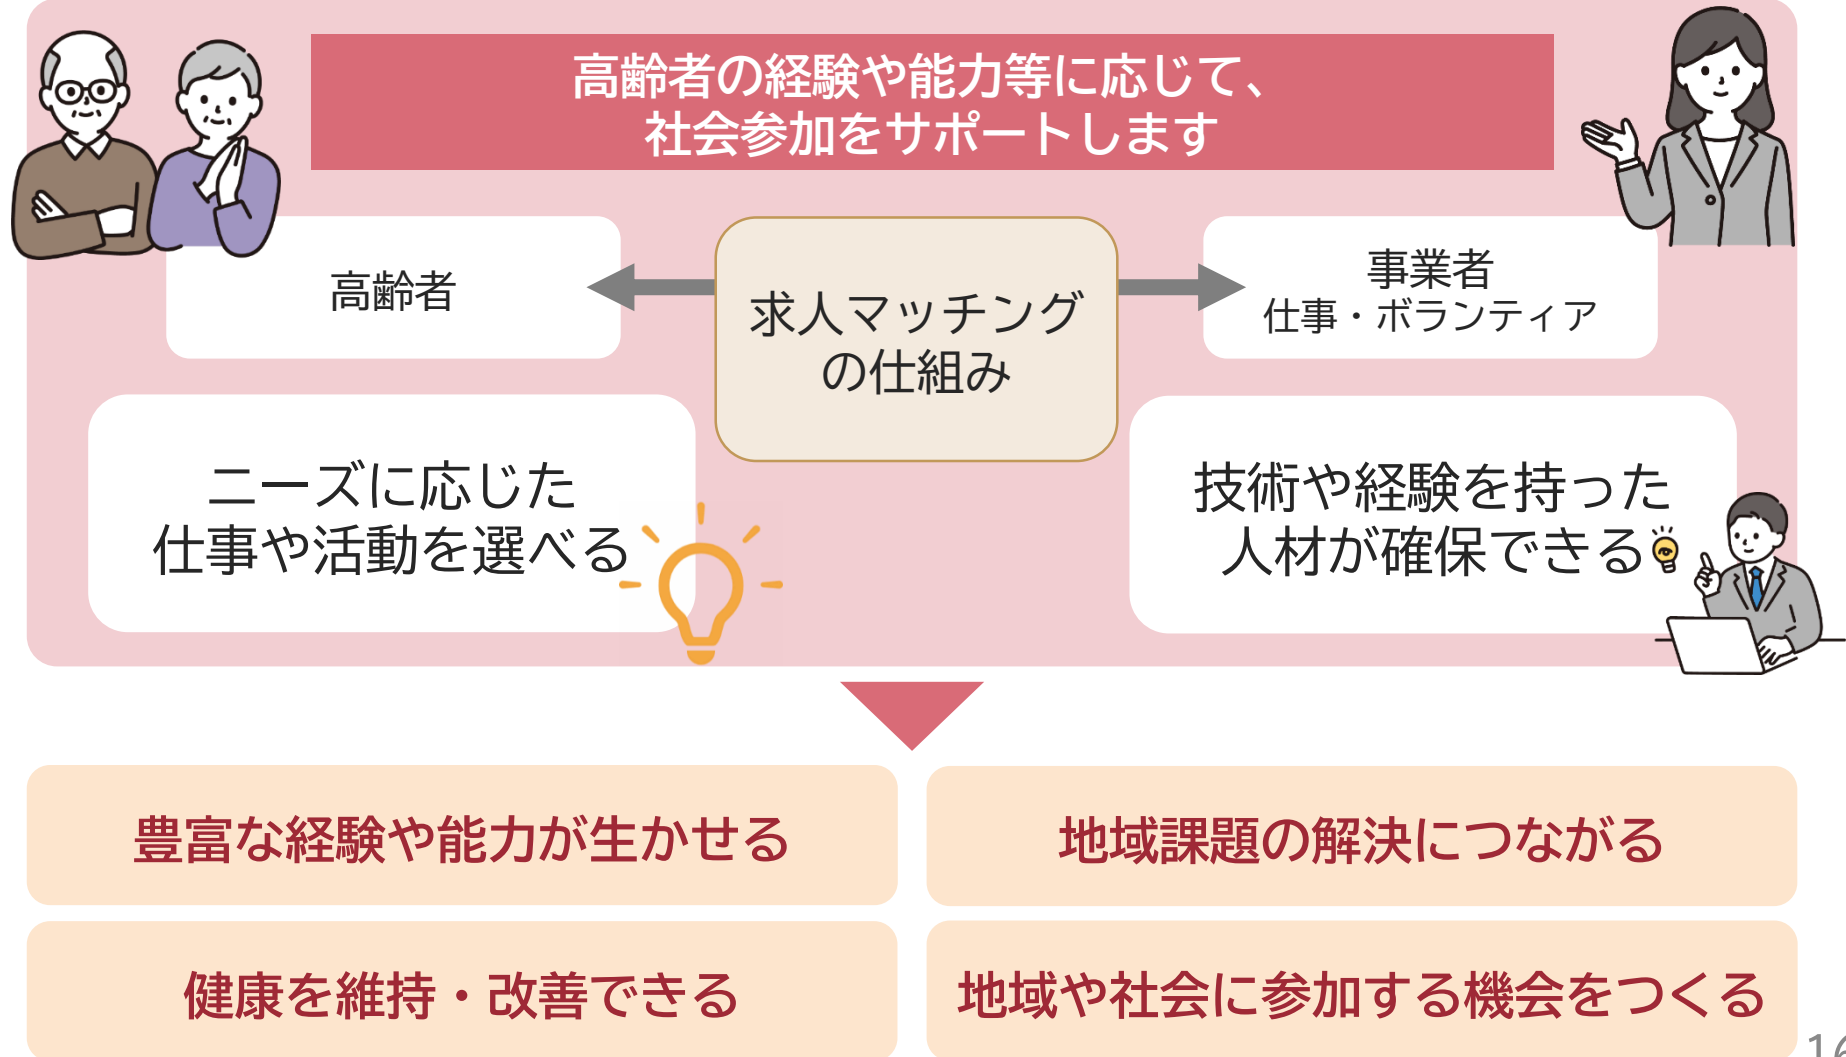 高齢者の経験や能力等に応じて、
社会参加をサポートします
高齢者
求人マッチング
の仕組み
事業者
仕事・ボランティア
ニーズに応じた
仕事や活動を選べる
技術や経験を持った
人材が確保できる
豊富な経験や能力が生かせる
地域課題の解決につながる
健康を維持・改善できる
地域や社会に参加する機会をつくる